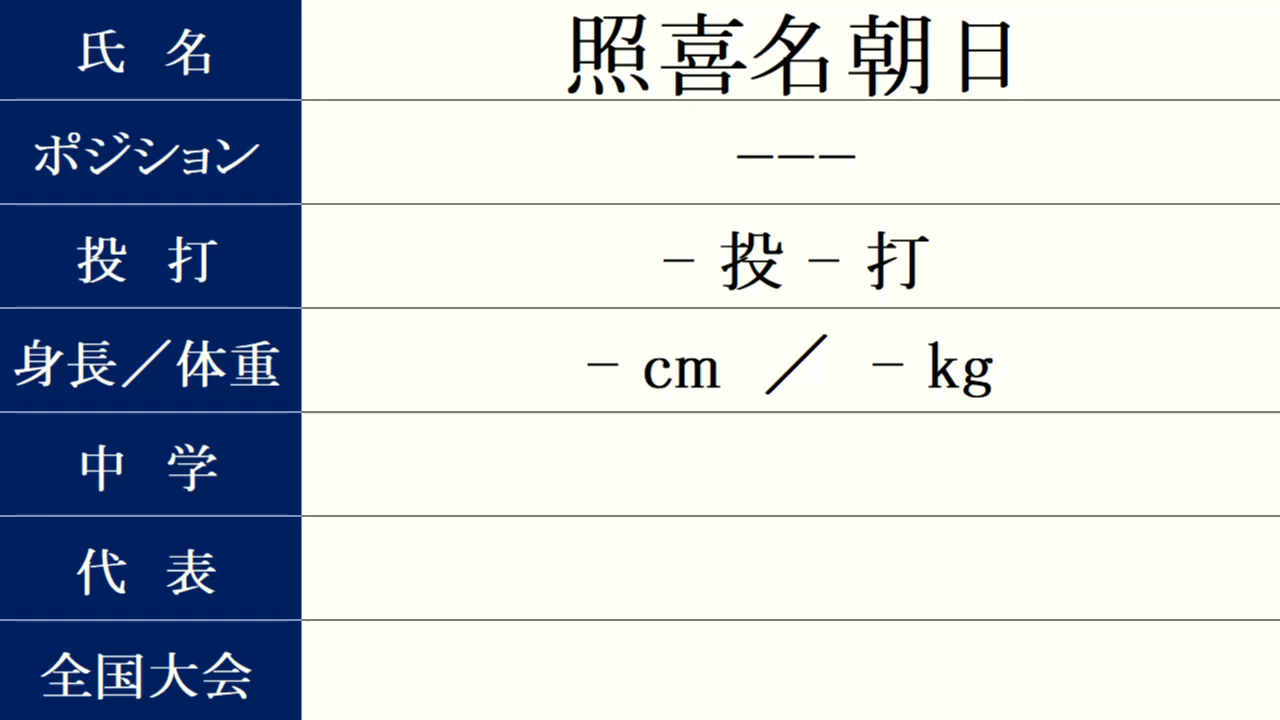 氏 名 照喜名朝日
ポジション −−−
投 打 − 投 − 打
身長／体重 − cm ／ − kg
中 学
代 表
全国大会